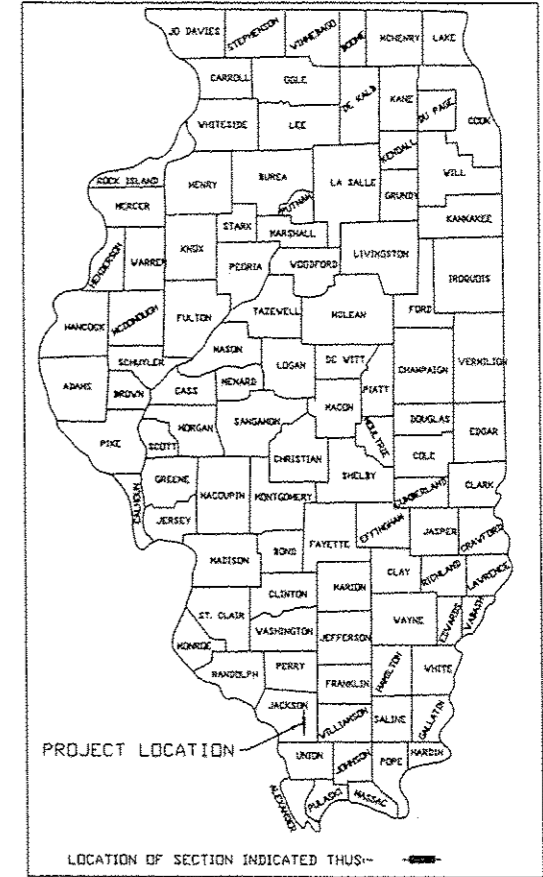 JO DAVIES
STEPHENSON
WINNEBAGO
BOONE
MCHENRY
LAKE
CARROLL
OGLE
DE KALB
KANE
DU PAGE
COOK
WHITESIDE
LEE
KENDALL
WILL
ROCK ISLAND
HENRY
BUREA
PUTNAM
LA SALLE
GRUNDY
MERCER
KANKAKEE
STARK
MARSHALL
HENDERSON
WARREN
KNOX
PEORIA
WOODFORD
LIVINGSTON
IROQUOIS
FORD
HANCOCK
MCDONOUGH
FULTON
TAZEWELL
MCLEAN
SCHUYLER
MASON
LOGAN
DE WITT
CHAMPAIGN
VERMILION
ADAMS
BROWN
CASS
MENARD
PIATT
MACON
MORGAN
SANGAMON
MOULTRIE
DOUGLAS
EDGAR
PIKE
SCOTT
CHRISTIAN
COLE
SHELBY
CALHOUN
GREENE
MACOUPIN
MONTGOMERY
CUMBERLAND
CLARK
JERSEY
EFFINGHAM
JASPER
CRAWFORD
MADISON
BOND
FAYETTE
CLAY
RICHLAND
LAWRENCE
CLINTON
MARION
ST. CLAIR
WAYNE
EDWARDS
WABASH
WASHINGTON
JEFFERSON
MONROE
RANDOLPH
PERRY
HAMILTON
WHITE
FRANKLIN
JACKSON
WILLIAMSON
SALINE
GALLATIN
PROJECT LOCATION
UNION
JOHNSON
POPE
HARDIN
ALEXANDER
PULASKI
MASSAC
LOCATION OF SECTION INDICATED THUS:-